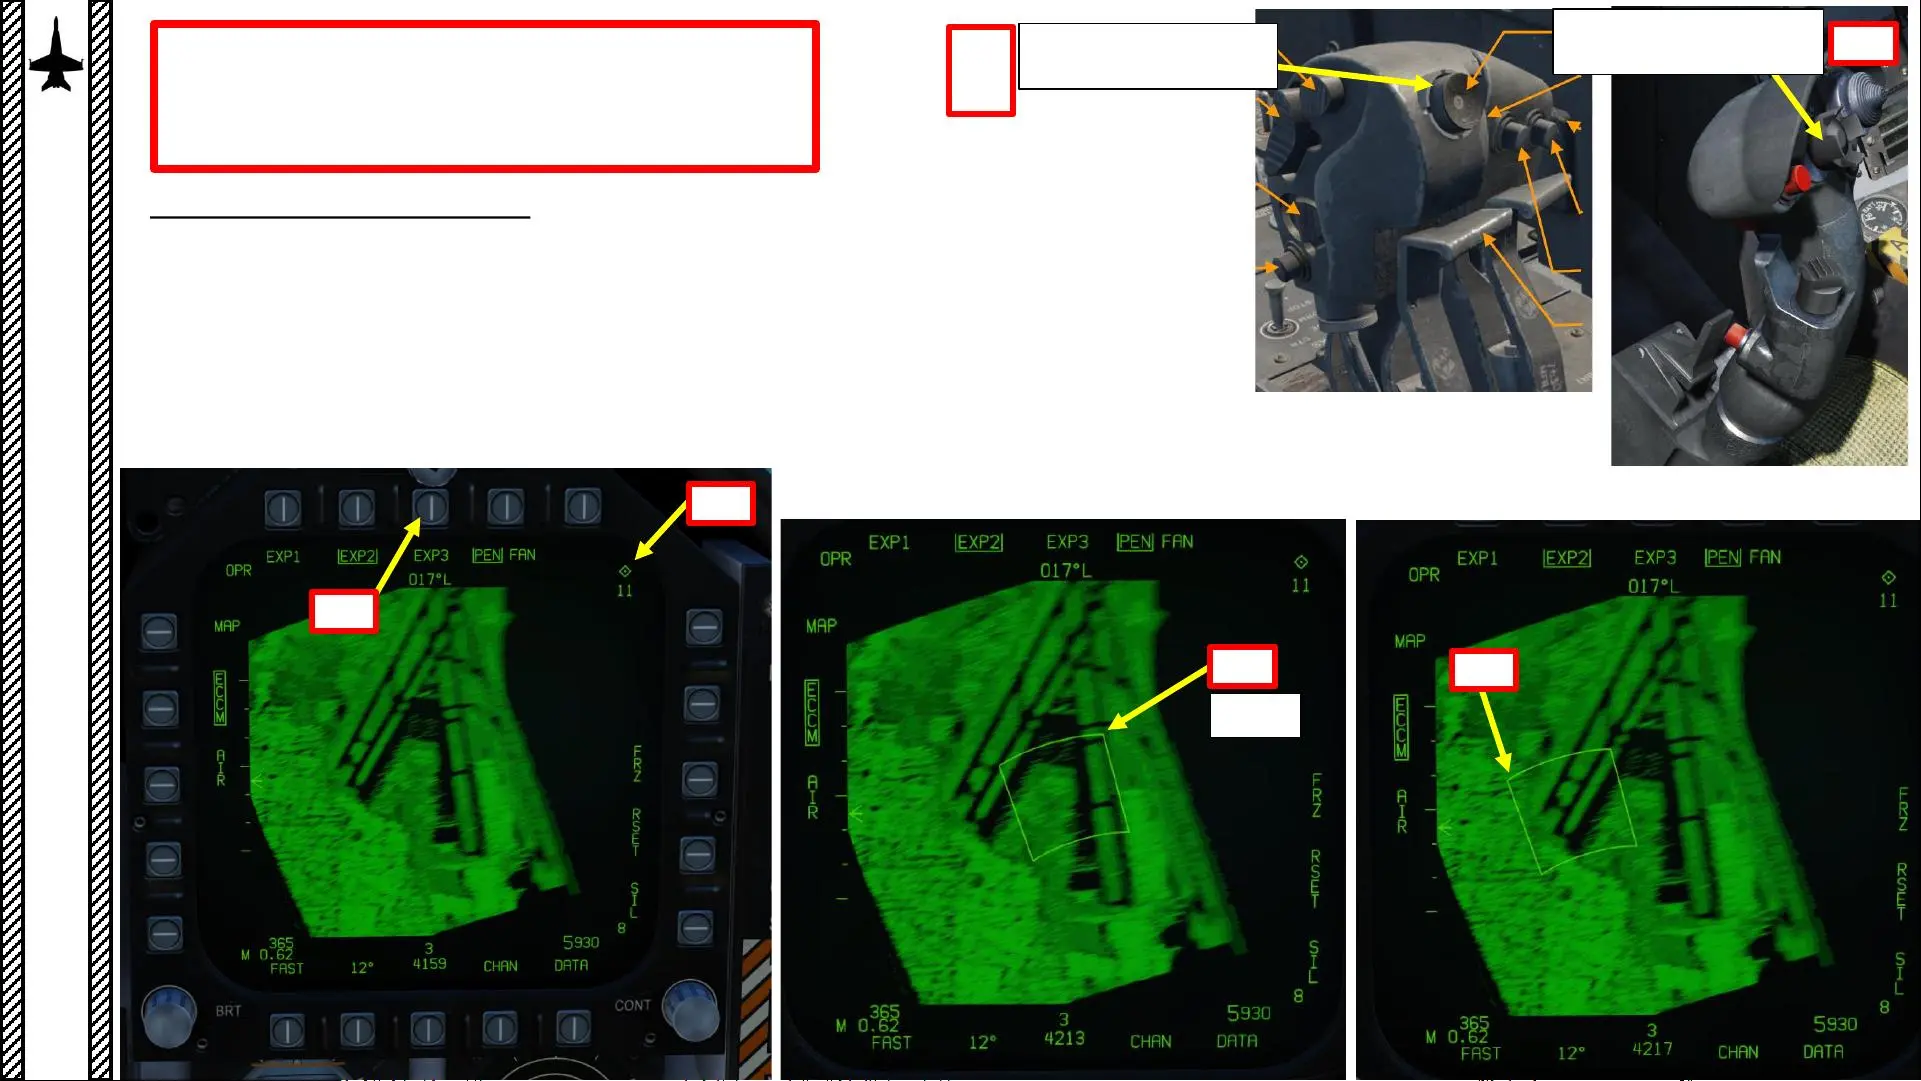 EXP1 EXP2 EXP3 PEN FAN
OPR
017°L
11
MAP
ECCM
AIR
FRZ
RSET
SIL
8
365
M 0.62
FAST
12°
3
4159
CHAN
5930
DATA
BRT
CONT
EXP1 EXP2 EXP3 PEN FAN
OPR
017°L
11
MAP
ECCM
AIR
FRZ
RSET
SIL
8
365
M 0.62
FAST
12°
3
4213
CHAN
5930
DATA
EXP1 EXP2 EXP3 PEN FAN
OPR
017°L
11
MAP
ECCM
AIR
FRZ
RSET
SIL
8
365
M 0.62
FAST
12°
3
4217
CHAN
5930
DATA